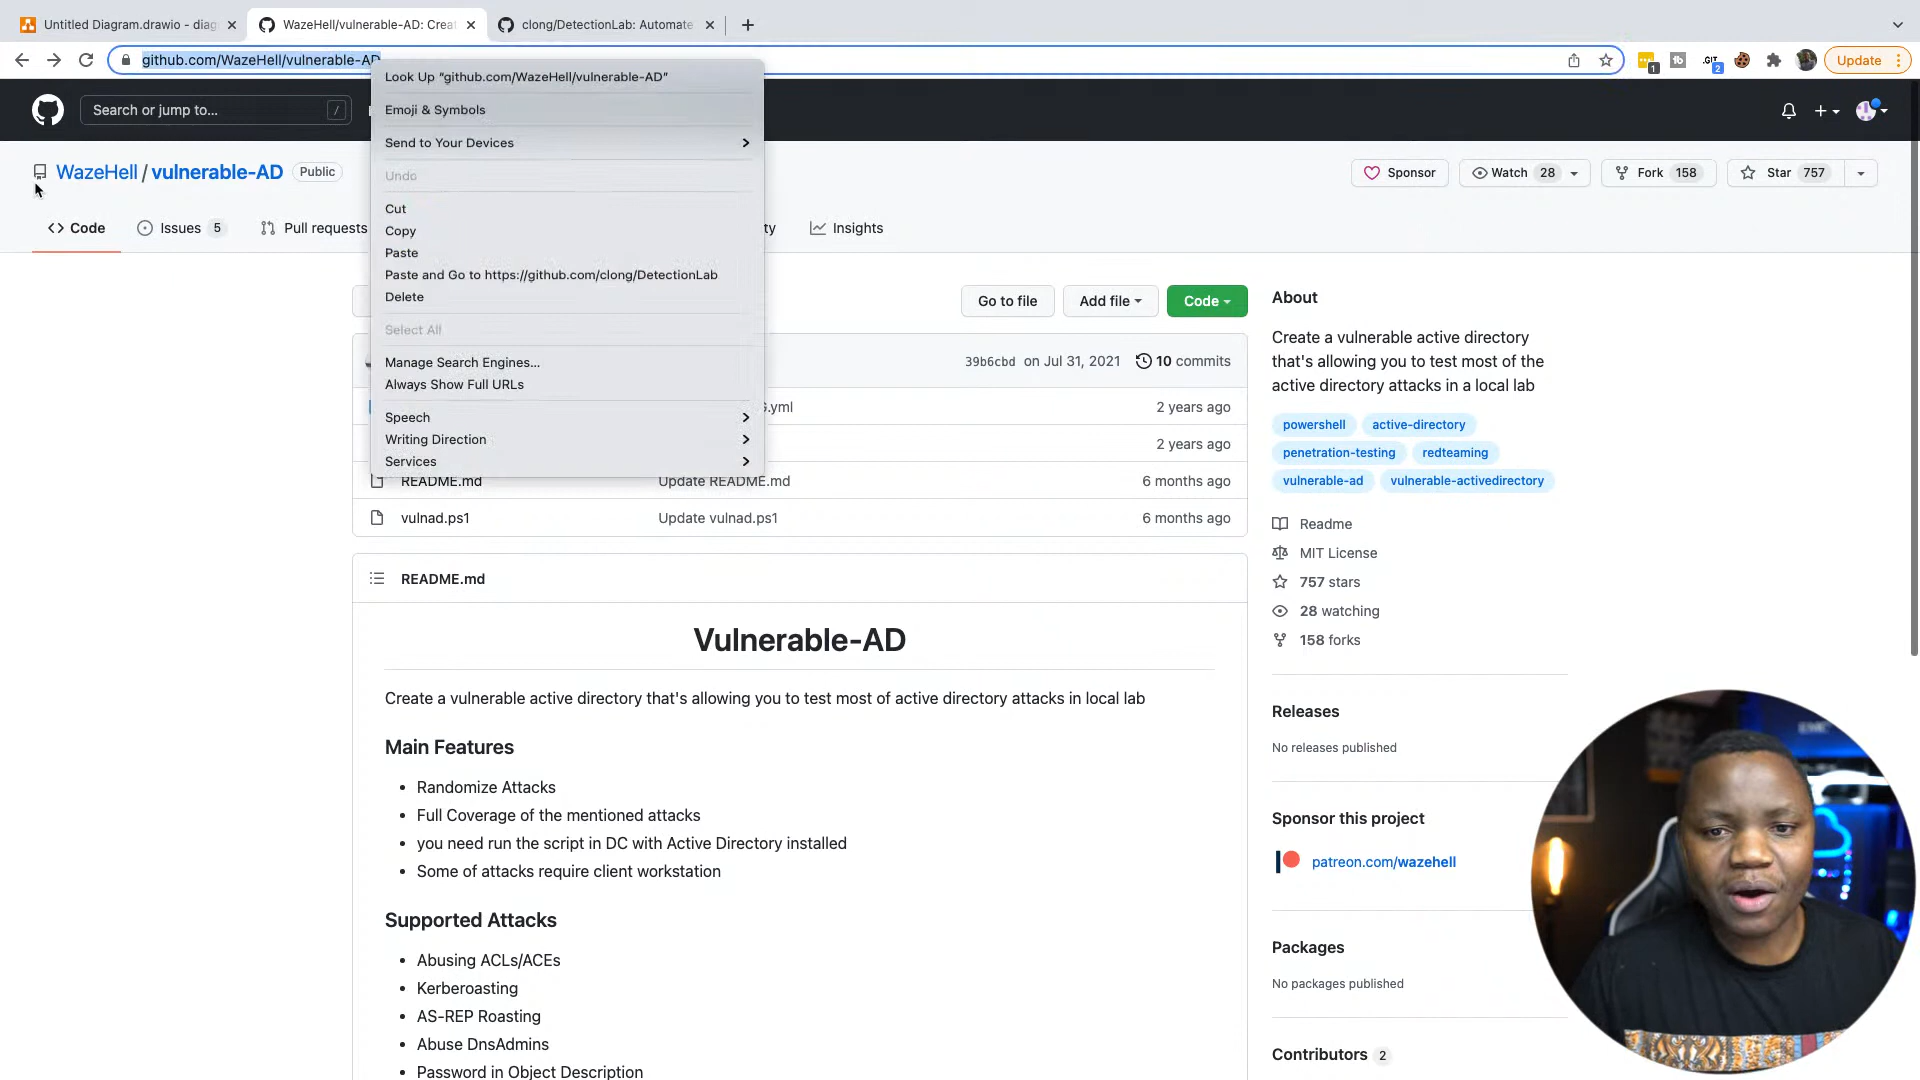 Untitled Diagram.drawio - diag
WazeHell/vulnerable-AD: Creat
clong/DetectionLab: Automate
github.com/WazeHell/vulnerable-AD
1
2
Update
Search or jump to...
/
Look Up “github.com/WazeHell/vulnerable-AD”
Emoji & Symbols
Send to Your Devices
Undo
Cut
Copy
Paste
Paste and Go to https://github.com/clong/DetectionLab
Delete
Select All
Manage Search Engines...
Always Show Full URLs
Speech
Writing Direction
Services
WazeHell / vulnerable-AD
Public
Sponsor
Watch 28
Fork 158
Star 757
Code
Issues 5
Pull requests
ty
Insights
Go to file
Add file
Code
39b6cbd on Jul 31, 2021
10 commits
.yml
2 years ago
2 years ago
README.md
Update README.md
6 months ago
vulnad.ps1
Update vulnad.ps1
6 months ago
README.md
Vulnerable-AD
Create a vulnerable active directory that's allowing you to test most of active directory attacks in local lab
Main Features
Randomize Attacks
Full Coverage of the mentioned attacks
you need run the script in DC with Active Directory installed
Some of attacks require client workstation
Supported Attacks
Abusing ACLs/ACEs
Kerberoasting
AS-REP Roasting
Abuse DnsAdmins
Password in Object Description
About
Create a vulnerable active directory
that's allowing you to test most of the
active directory attacks in a local lab
powershell
active-directory
penetration-testing
redteaming
vulnerable-ad
vulnerable-activedirectory
Readme
MIT License
757 stars
28 watching
158 forks
Releases
No releases published
Sponsor this project
patreon.com/wazehell
Packages
No packages published
Contributors 2